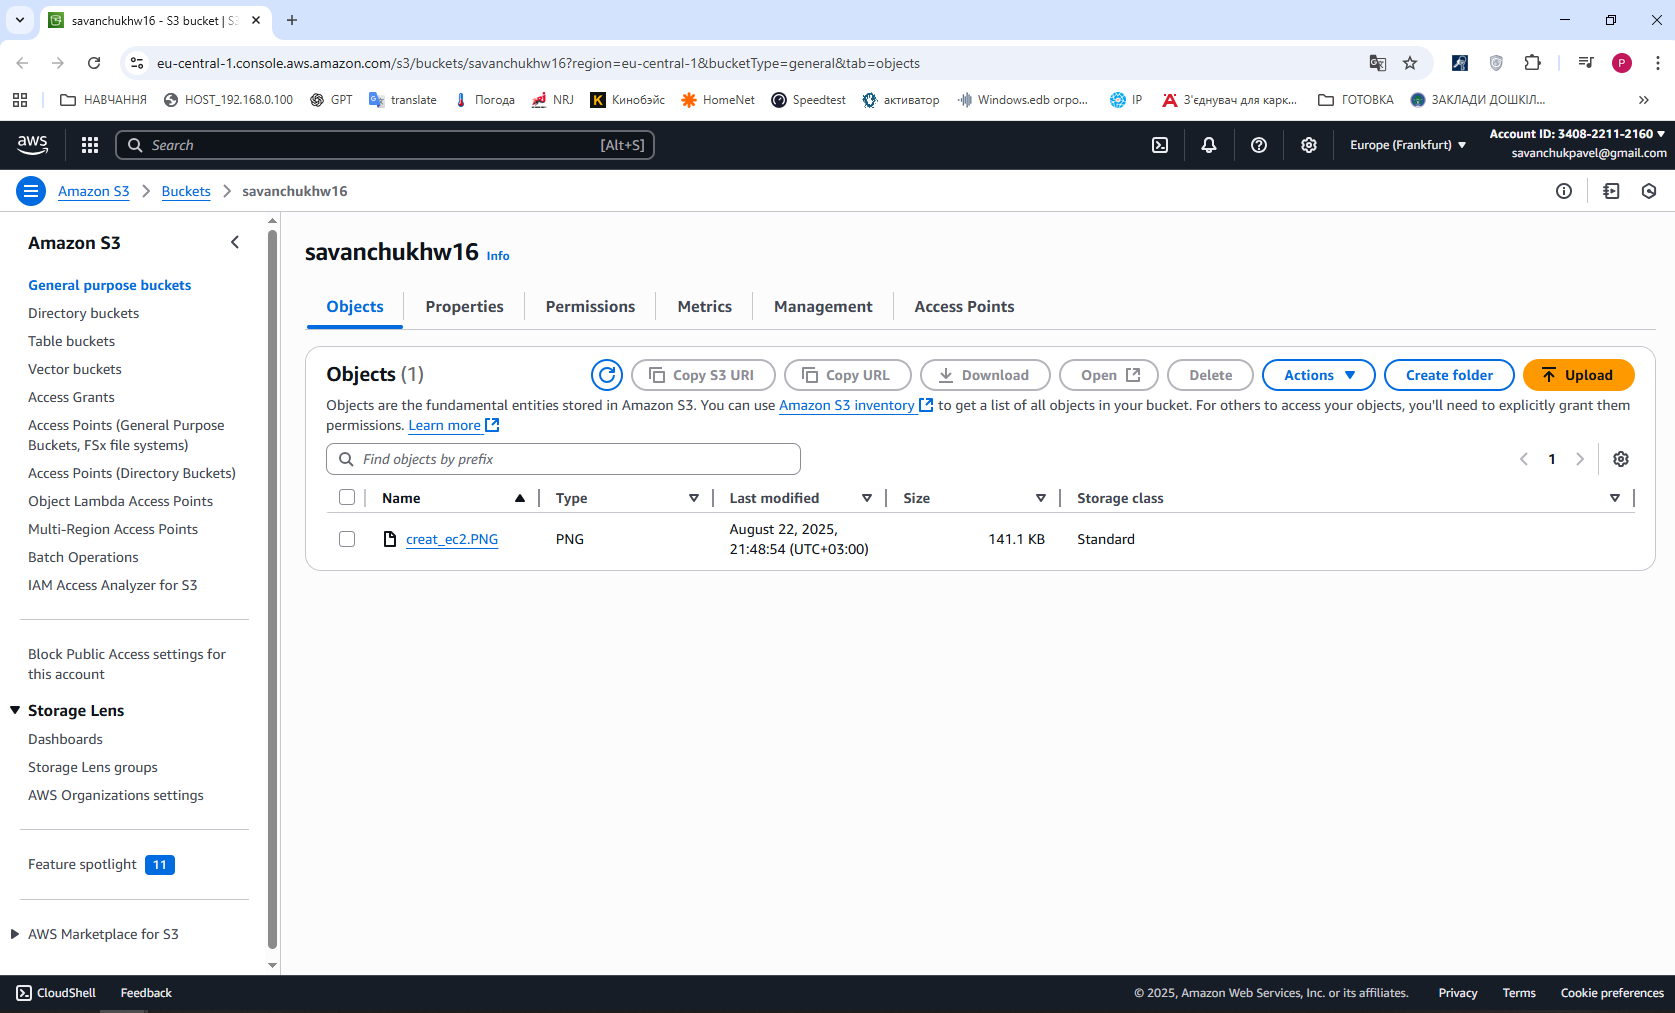 savanchukhw16 - S3 bucket | S3
eu-central-1.console.aws.amazon.com/s3/buckets/savanchukhw16?region=eu-central-1&bucketType=general&tab=objects
P
НАВЧАННЯ
HOST_192.168.0.100
GPT
translate
Погода
NRJ
Кинобэйс
HomeNet
Speedtest
активатор
Windows.edb огро...
IP
З'єднувач для карк...
ГОТОВКА
ЗАКЛАДИ ДОШКІЛ...
aws
Search
[Alt+S]
Europe (Frankfurt)
Account ID: 3408-2211-2160
savanchukpavel@gmail.com
Amazon S3
Buckets
savanchukhw16
Amazon S3
General purpose buckets
Directory buckets
Table buckets
Vector buckets
Access Grants
Access Points (General Purpose
Buckets, FSx file systems)
Access Points (Directory Buckets)
Object Lambda Access Points
Multi-Region Access Points
Batch Operations
IAM Access Analyzer for S3
Block Public Access settings for
this account
Storage Lens
Dashboards
Storage Lens groups
AWS Organizations settings
Feature spotlight 11
AWS Marketplace for S3
savanchukhw16 Info
Objects
Properties
Permissions
Metrics
Management
Access Points
Objects (1)
Copy S3 URI
Copy URL
Download
Open
Delete
Actions
Create folder
Upload
Objects are the fundamental entities stored in Amazon S3. You can use Amazon S3 inventory to get a list of all objects in your bucket. For others to access your objects, you'll need to explicitly grant them
permissions. Learn more
Find objects by prefix
1
Name
Type
Last modified
Size
Storage class
creat_ec2.PNG
PNG
August 22, 2025,
21:48:54 (UTC+03:00)
141.1 KB
Standard
CloudShell
Feedback
© 2025, Amazon Web Services, Inc. or its affiliates.
Privacy
Terms
Cookie preferences